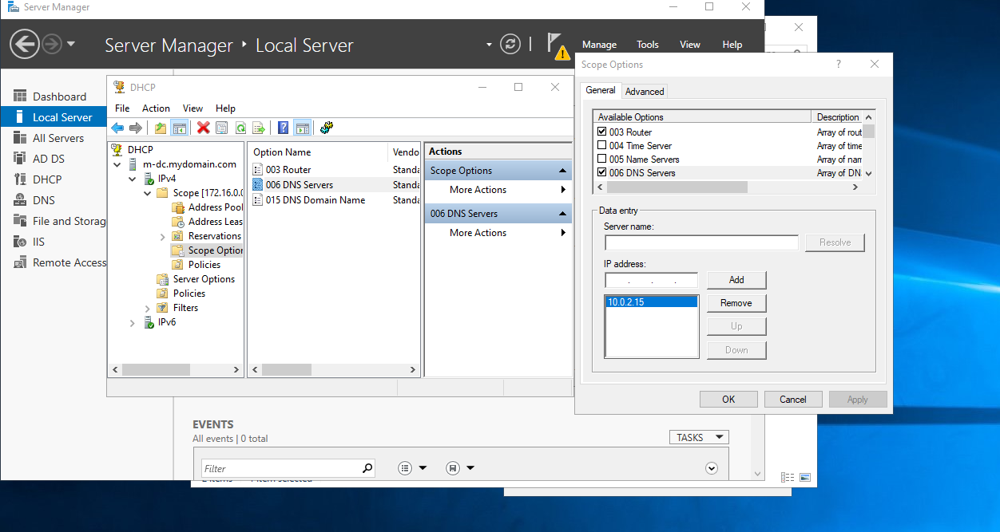 Server Manager
Server Manager ‣ Local Server
Manage Tools View Help
Dashboard
Local Server
All Servers
AD DS
DHCP
DNS
File and Storag
IIS
Remote Access
DHCP
File Action View Help
DHCP
m-dc.mydomain.com
IPv4
Scope [172.16.0.0
Address Pool
Address Leas
Reservations
Scope Option
Policies
Server Options
Policies
Filters
IPv6
Option Name Vendo
003 Router Standa
006 DNS Servers Standa
015 DNS Domain Name Standa
Actions
Scope Options
More Actions
006 DNS Servers
More Actions
Scope Options
General Advanced
Available Options Description
003 Router Array of rout
004 Time Server Array of time
005 Name Servers Array of nam
006 DNS Servers Array of DN
Data entry
Server name:
Resolve
IP address:
. . .
Add
10.0.2.15
Remove
Up
Down
OK Cancel Apply
EVENTS
All events | 0 total
TASKS
Filter